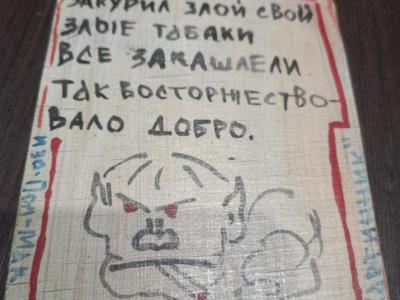 ЗАКУРИЛ ЗЛОЙ СВОЙ
ЗЛЫЕ ТАБАКИ
ВСЕ ЗАКАШЛЕЛИ.
ТАК ВОСТОРЖЕСТВО-
ВАЛО ДОБРО.